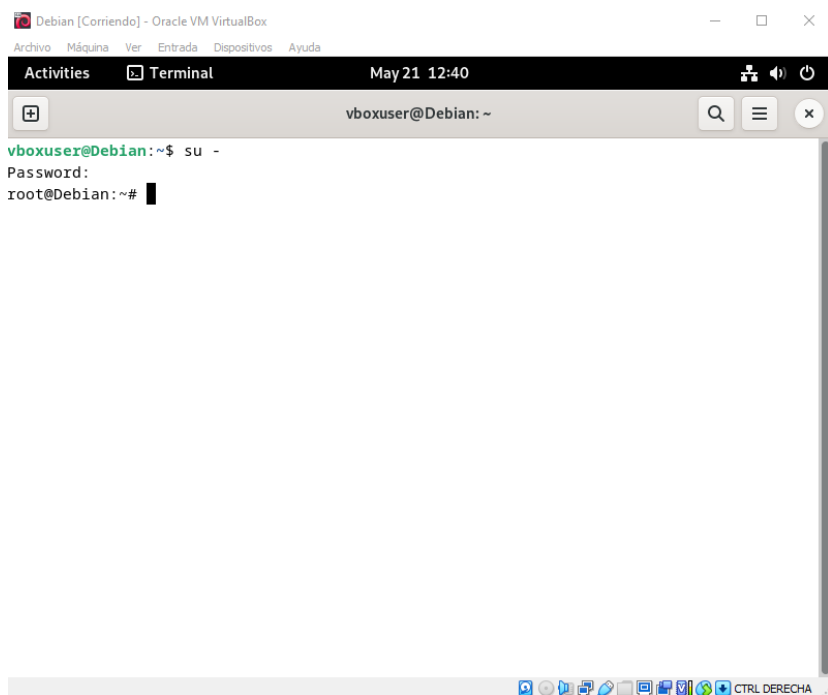 Debian [Corriendo] - Oracle VM VirtualBox
Archivo Máquina Ver Entrada Dispositivos Ayuda
Activities Terminal May 21 12:40
vboxuser@Debian: ~
vboxuser@Debian:~$ su -
Password:
root@Debian:~#
CTRL DERECHA